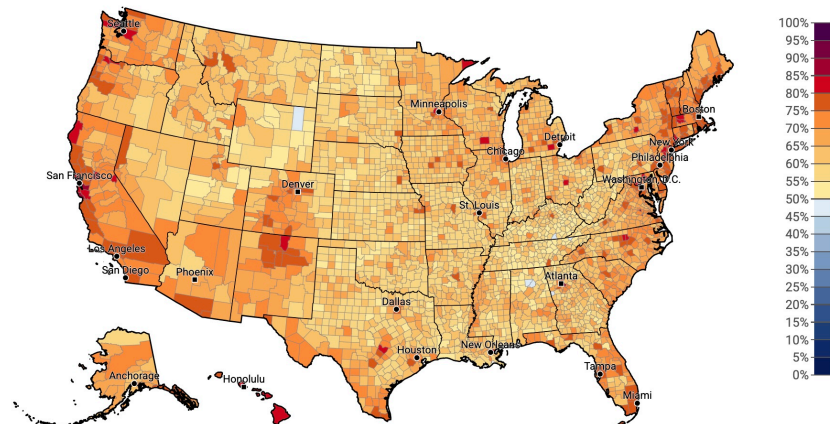 Seattle
Minneapolis
Boston
Detroit
New York
Chicago
Philadelphia
San Francisco
Denver
Washington, D.C.
St. Louis
Los Angeles
San Diego
Phoenix
Atlanta
Dallas
Houston
New Orleans
Anchorage
Honolulu
Tampa
Miami
100%
95%
90%
85%
80%
75%
70%
65%
60%
55%
50%
45%
40%
35%
30%
25%
20%
15%
10%
5%
0%